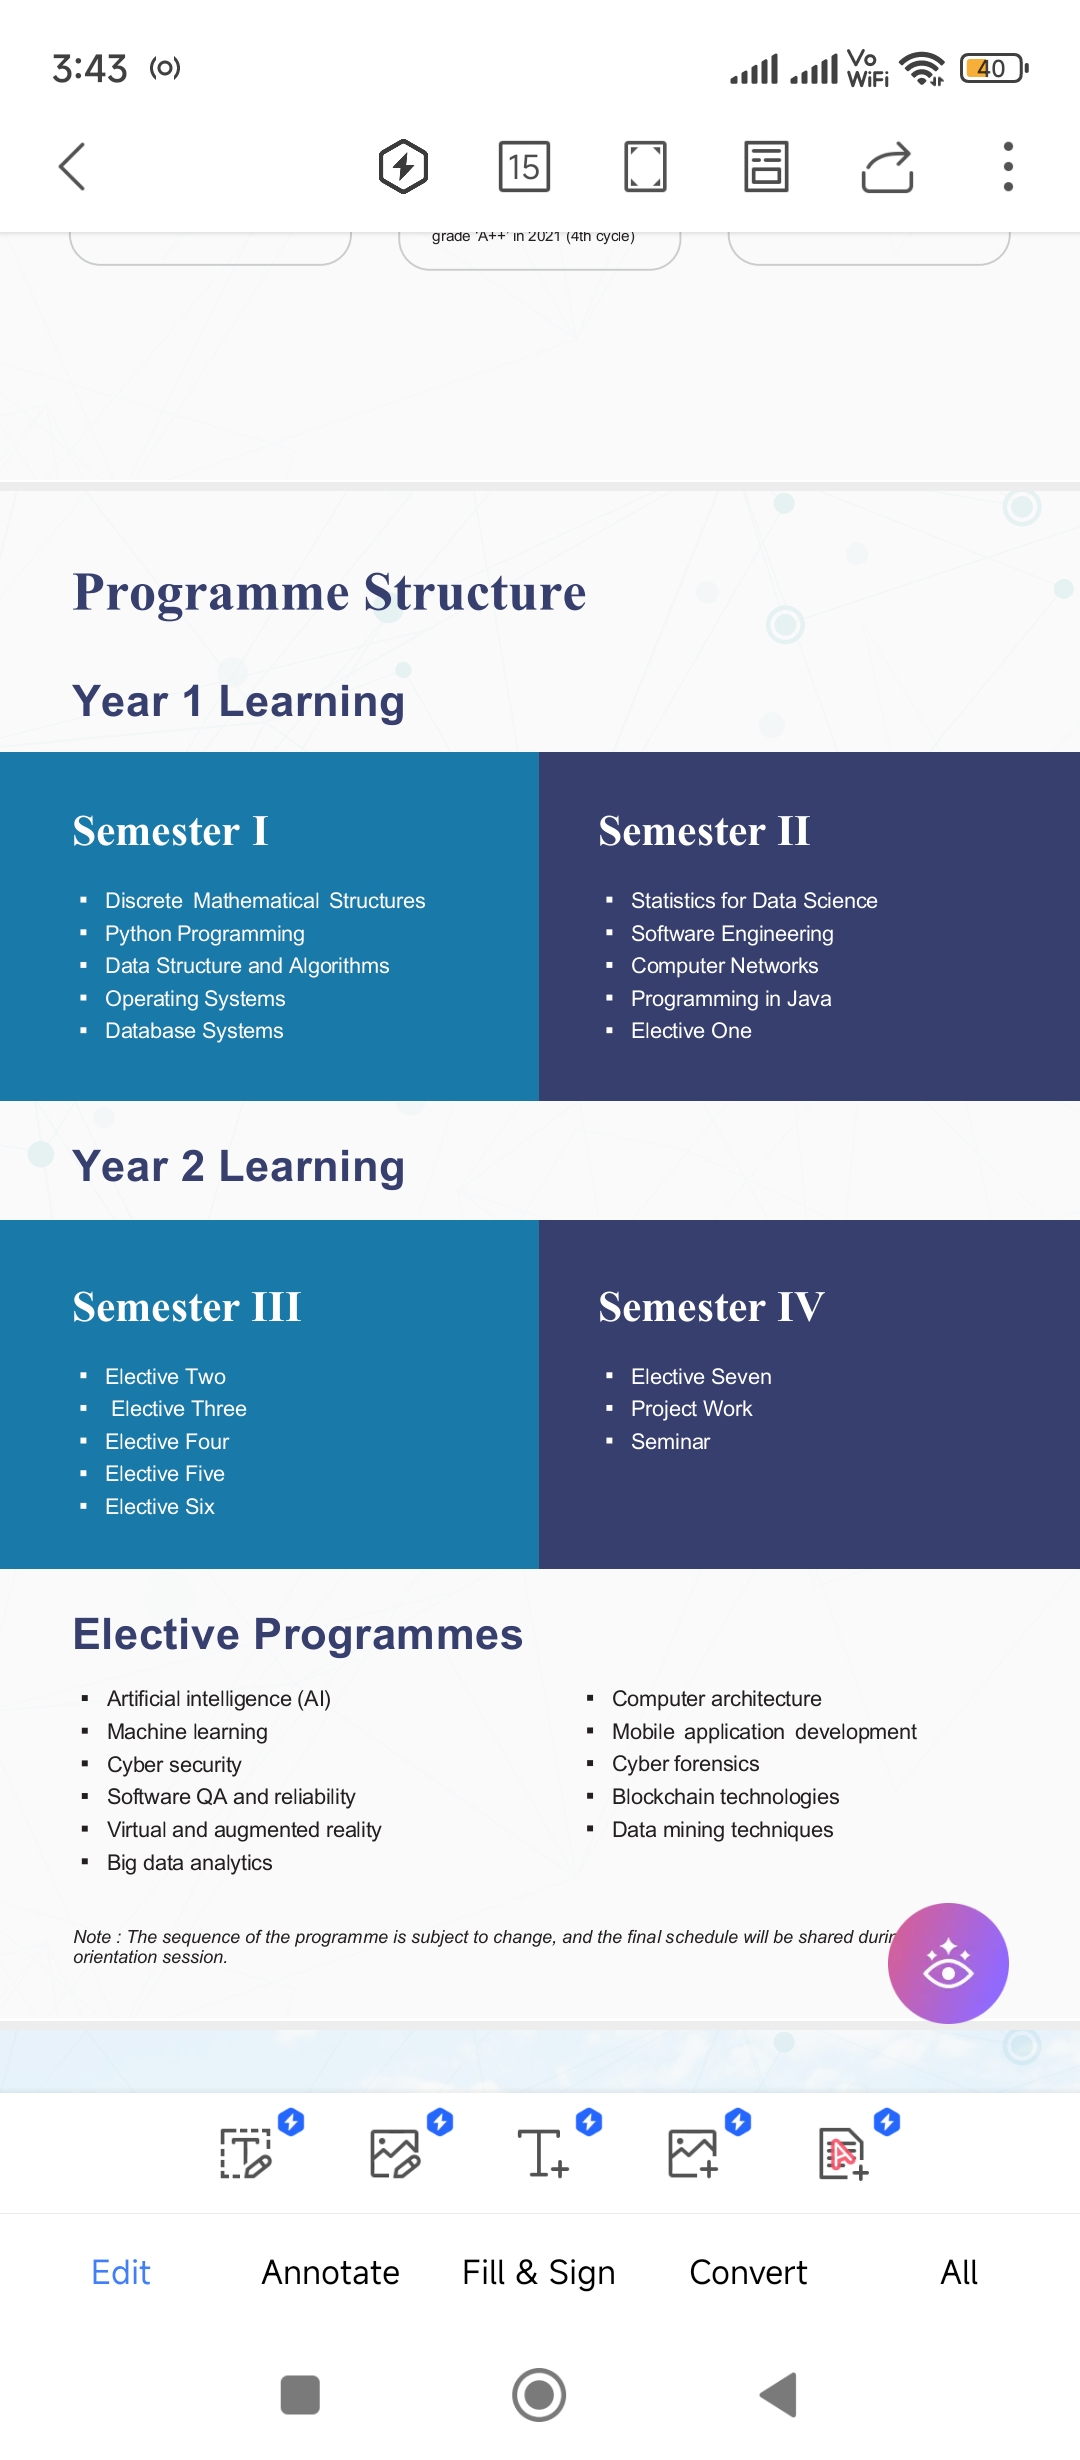 3:43
Vo
WiFi
40
15
grade 'A++' in 2021 (4th cycle)
Programme Structure
Year 1 Learning
Semester I
▪ Discrete Mathematical Structures
▪ Python Programming
▪ Data Structure and Algorithms
▪ Operating Systems
▪ Database Systems
Semester II
▪ Statistics for Data Science
▪ Software Engineering
▪ Computer Networks
▪ Programming in Java
▪ Elective One
Year 2 Learning
Semester III
▪ Elective Two
▪ Elective Three
▪ Elective Four
▪ Elective Five
▪ Elective Six
Semester IV
▪ Elective Seven
▪ Project Work
▪ Seminar
Elective Programmes
▪ Artificial intelligence (AI)
▪ Machine learning
▪ Cyber security
▪ Software QA and reliability
▪ Virtual and augmented reality
▪ Big data analytics
▪ Computer architecture
▪ Mobile application development
▪ Cyber forensics
▪ Blockchain technologies
▪ Data mining techniques
Note : The sequence of the programme is subject to change, and the final schedule will be shared
orientation session.
Edit
Annotate
Fill & Sign
Convert
All